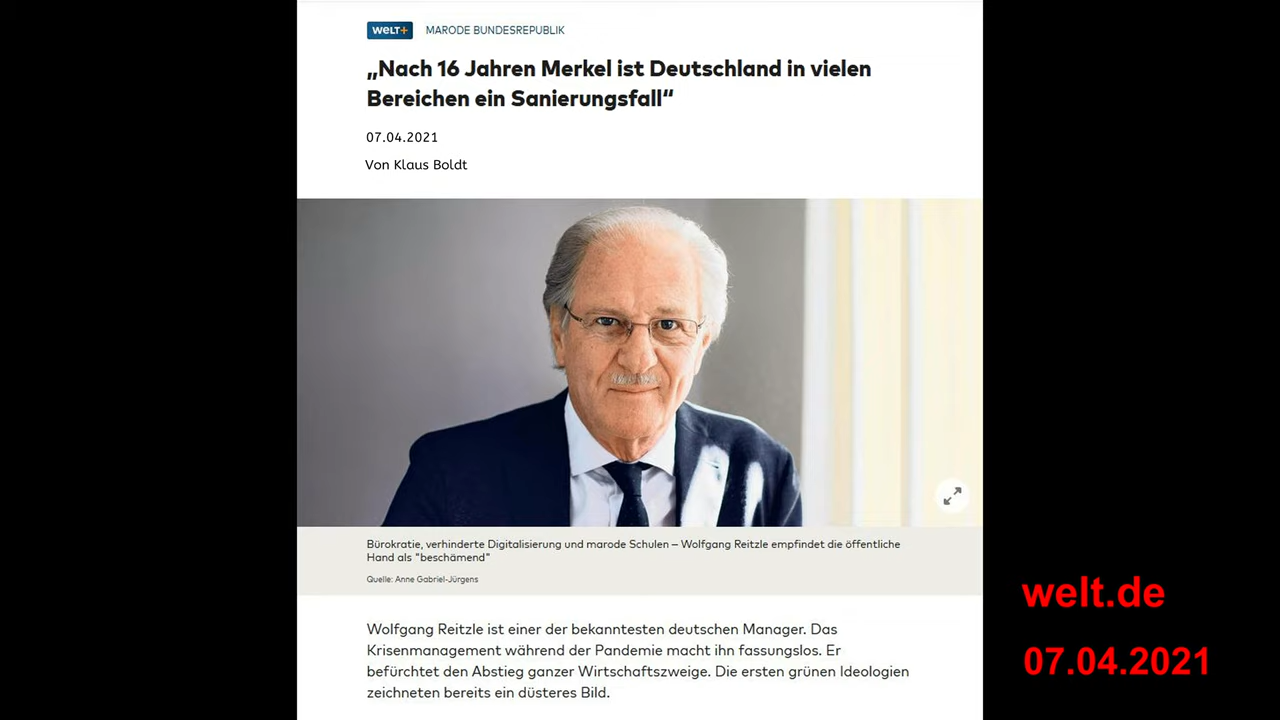 WELT+ MARODE BUNDESREPUBLIK
„Nach 16 Jahren Merkel ist Deutschland in vielen
Bereichen ein Sanierungsfall“
07.04.2021
Von Klaus Boldt
Bürokratie, verhinderte Digitalisierung und marode Schulen – Wolfgang Reitzle empfindet die öffentliche
Hand als "beschämend"
Quelle: Anne Gabriel-Jürgens
Wolfgang Reitzle ist einer der bekanntesten deutschen Manager. Das
Krisenmanagement während der Pandemie macht ihn fassungslos. Er
befürchtet den Abstieg ganzer Wirtschaftszweige. Die ersten grünen Ideologien
zeichneten bereits ein düsteres Bild.
welt.de
07.04.2021